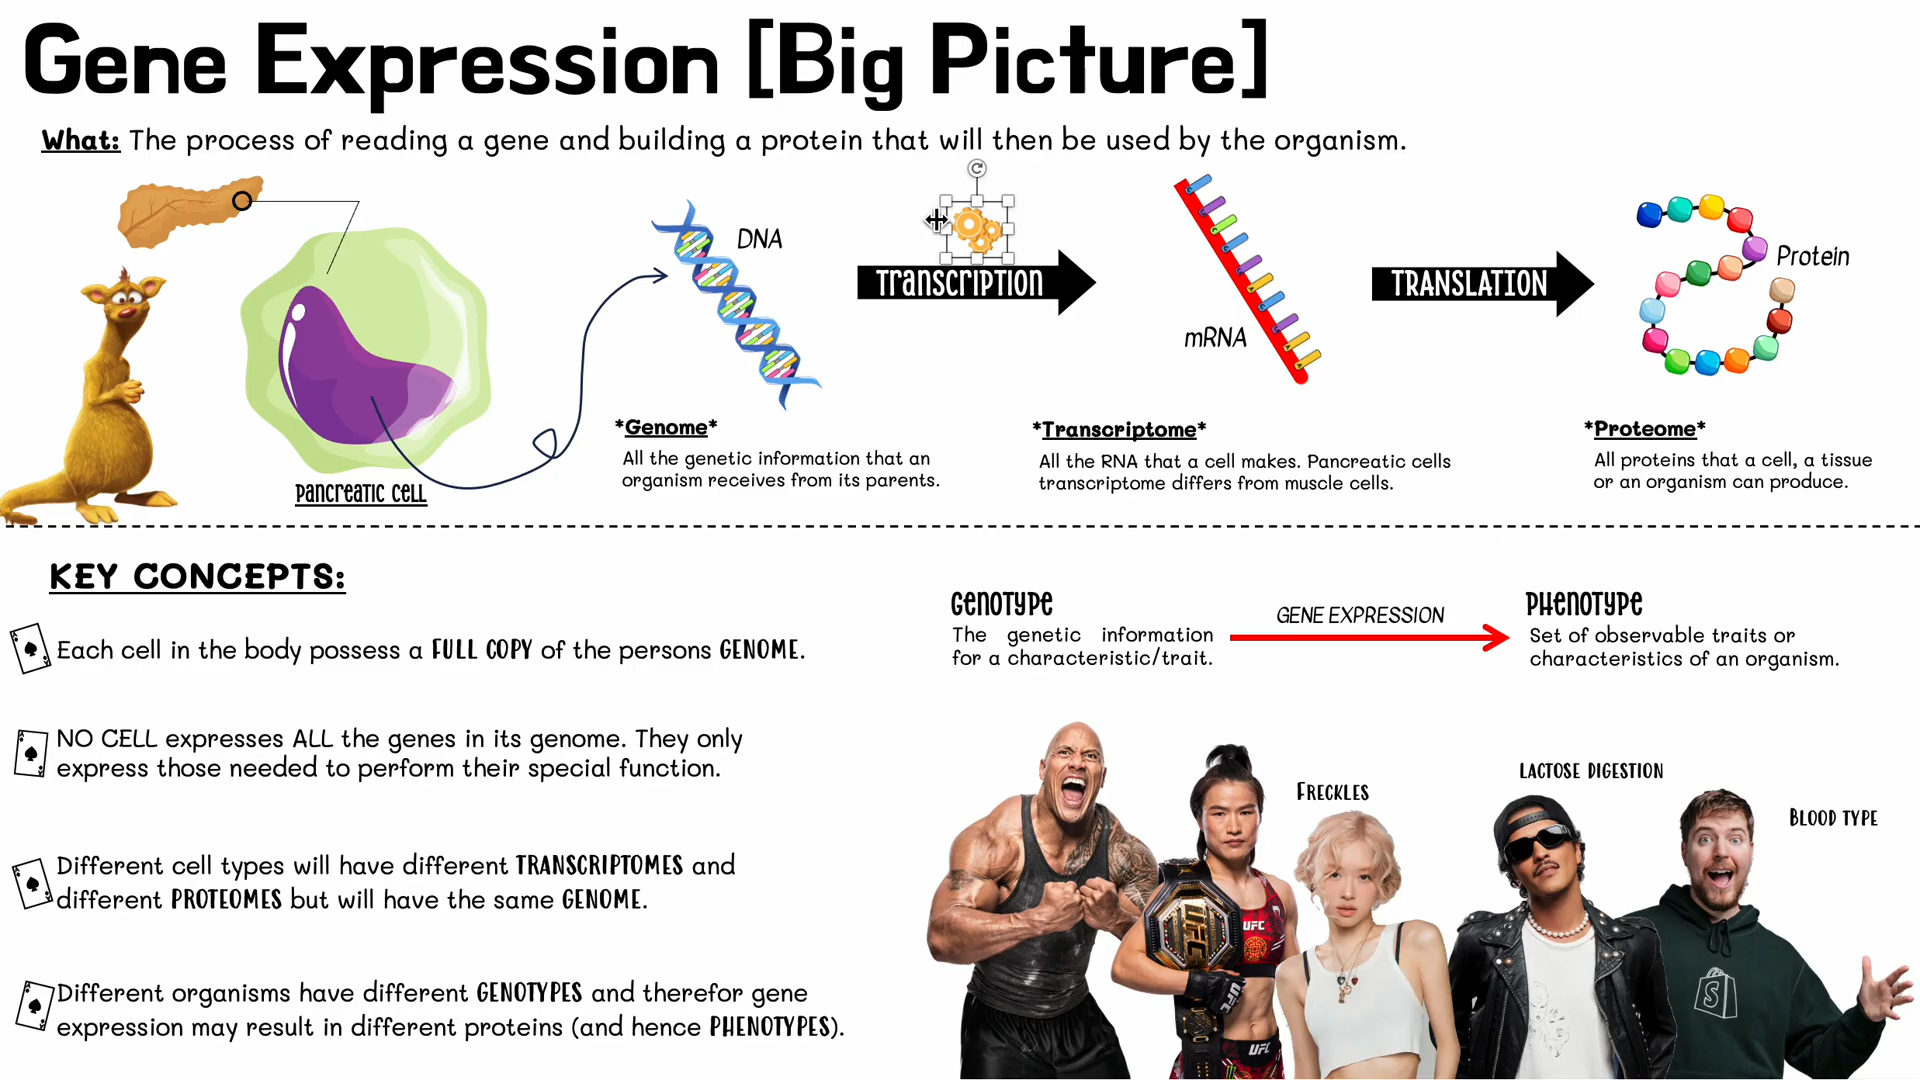 Gene Expression [Big Picture]
What: The process of reading a gene and building a protein that will then be used by the organism.
DNA
TRANSCRIPTION
mRNA
TRANSLATION
Protein
PANCREATIC CELL
*Genome*
All the genetic information that an
organism receives from its parents.
*Transcriptome*
All the RNA that a cell makes. Pancreatic cells
transcriptome differs from muscle cells.
*Proteome*
All proteins that a cell, a tissue
or an organism can produce.
KEY CONCEPTS:
Each cell in the body possess a FULL COPY of the persons GENOME.
NO CELL expresses ALL the genes in its genome. They only
express those needed to perform their special function.
Different cell types will have different TRANSCRIPTOMES and
different PROTEOMES but will have the same GENOME.
Different organisms have different GENOTYPES and therefor gene
expression may result in different proteins (and hence PHENOTYPES).
GENOTYPE
The genetic information
for a characteristic/trait.
GENE EXPRESSION
PHENOTYPE
Set of observable traits or
characteristics of an organism.
FRECKLES
LACTOSE DIGESTION
BLOOD TYPE
UFC
UFC
UFC
UFC
S